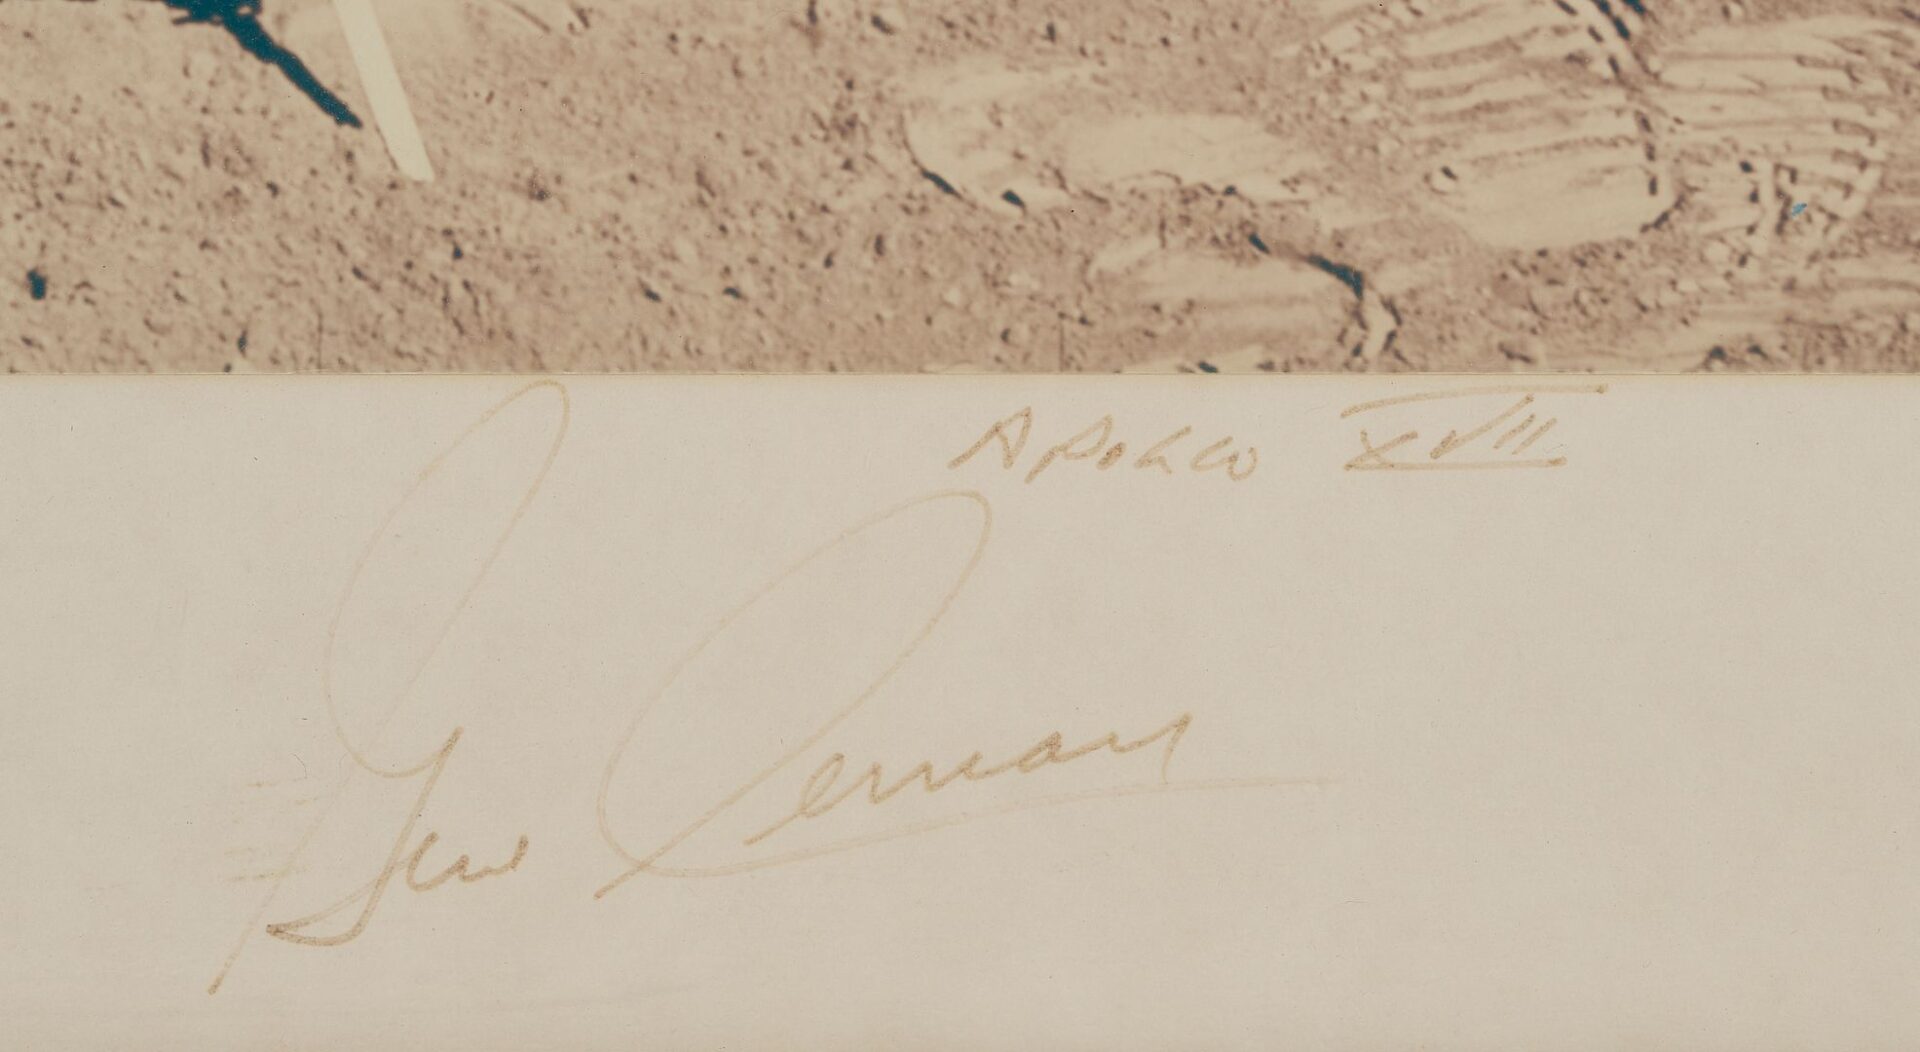 APOLLO XVII
Gene Cernan